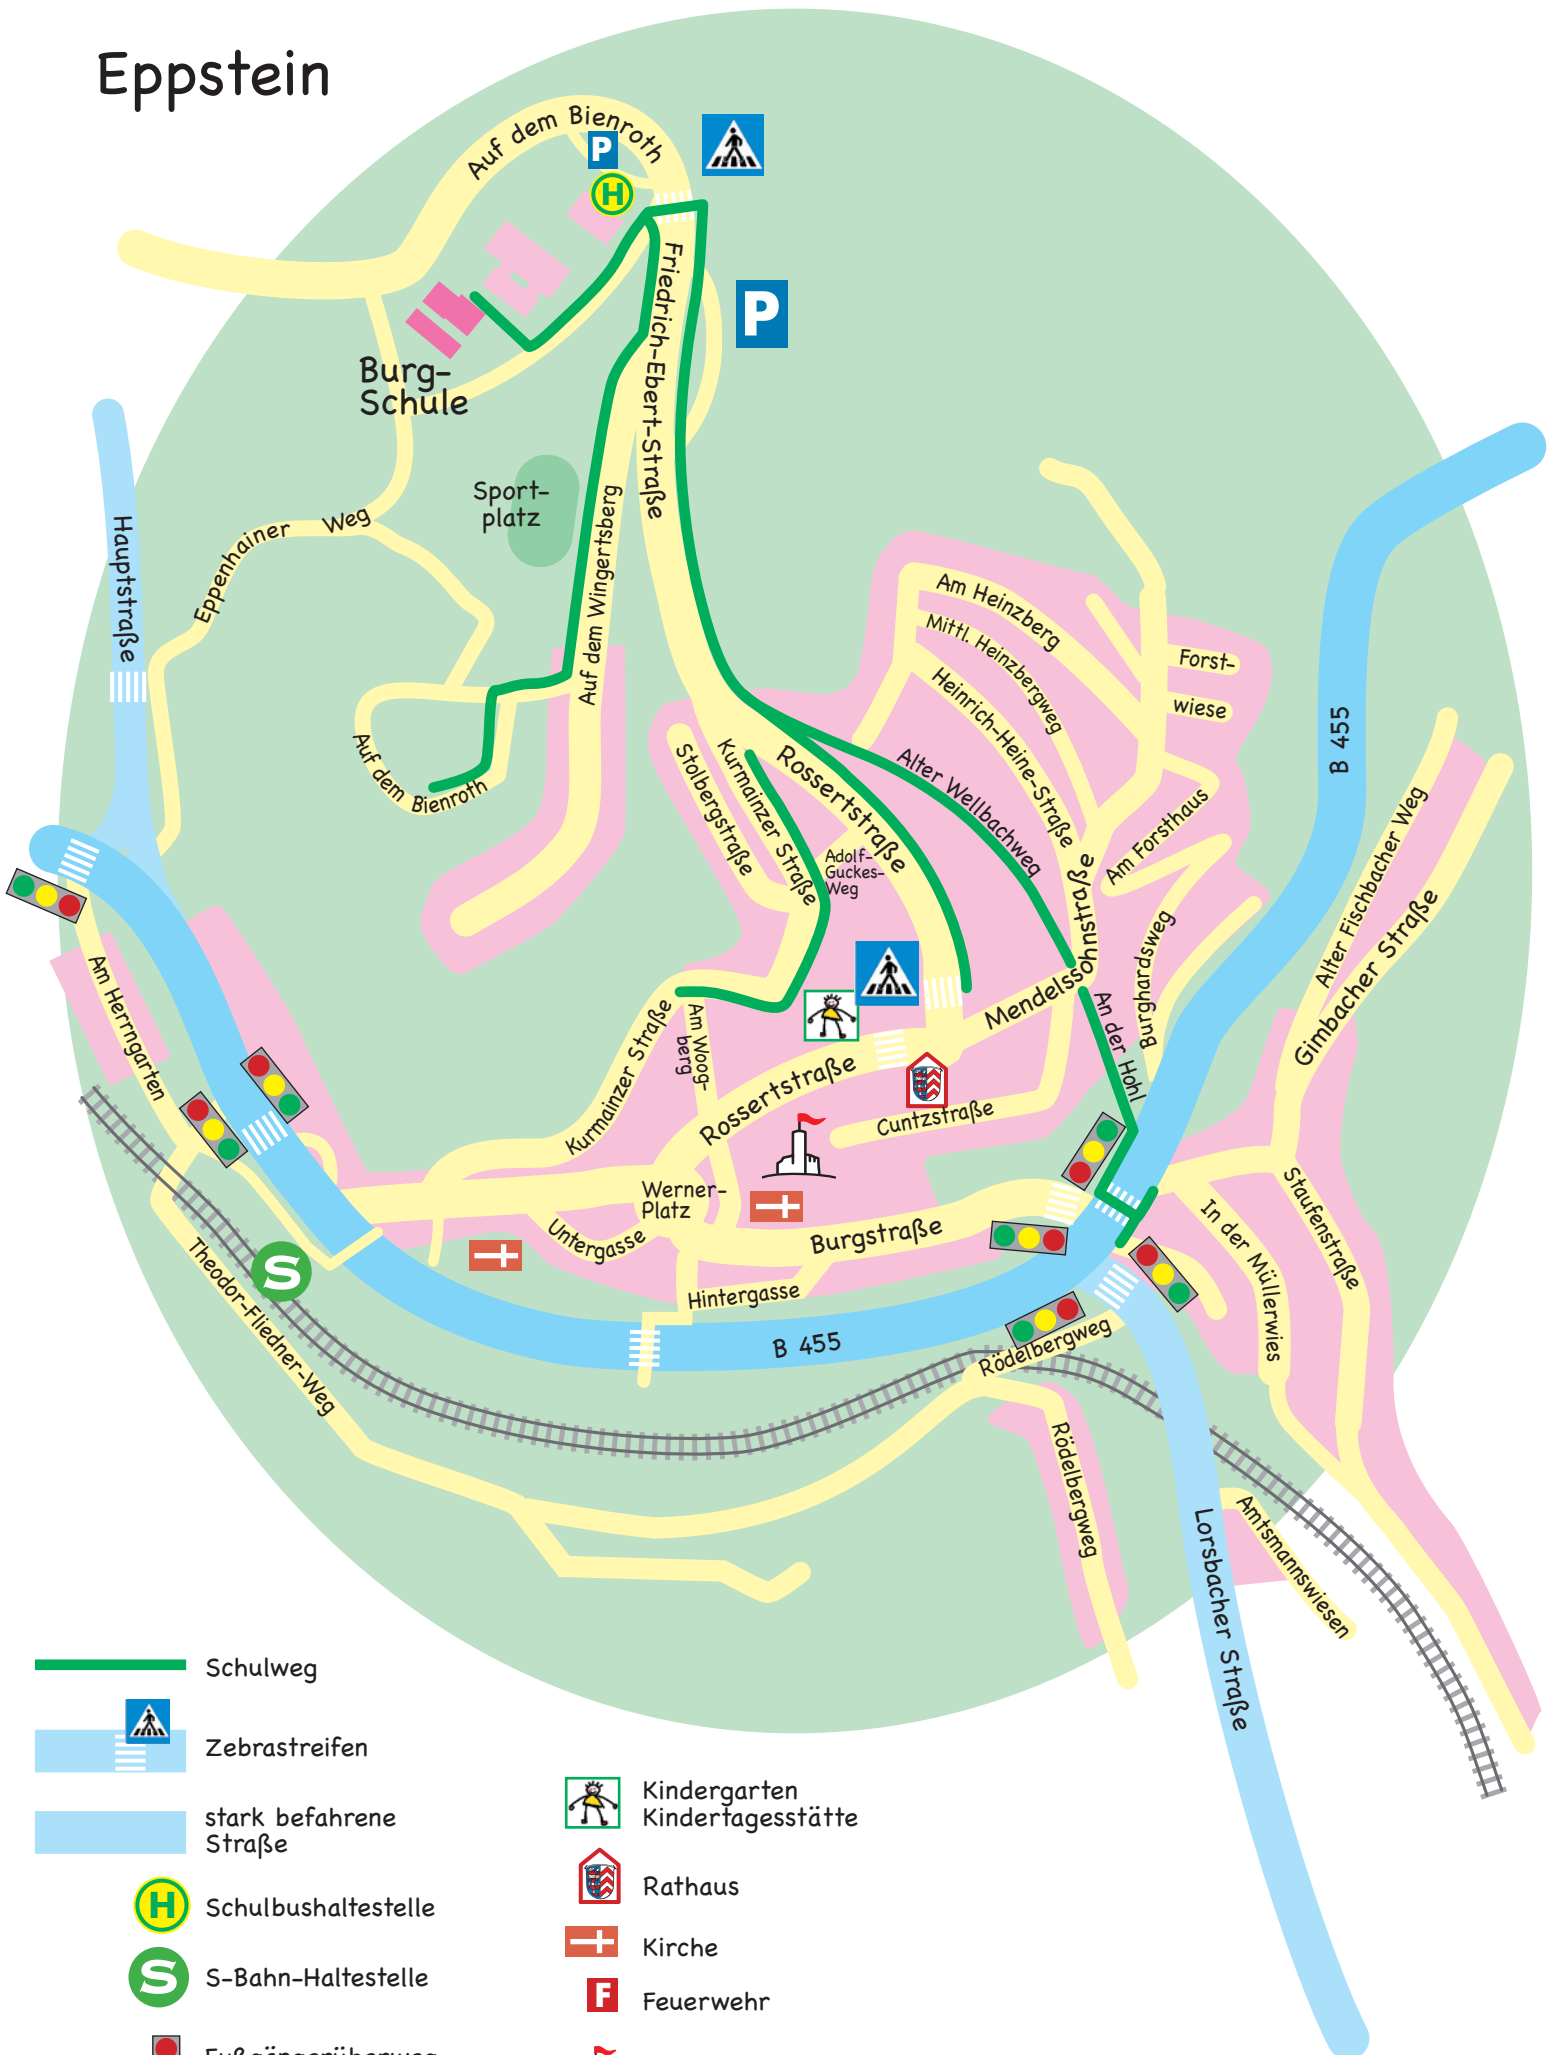 Eppstein
Auf dem Bienroth
P
H
Friedrich-Ebert-Straße
P
Burg-
Schule
Sport-
platz
Hauptstraße
Eppenhainer Weg
Auf dem Wingertsberg
Auf dem Bienroth
Am Heinzberg
Mittl. Heinzbergweg
Heinrich-Heine-Straße
Forst-
wiese
B 455
Stolbergstraße
Kurmainzer Straße
Rossertstraße
Alter Wellbachweg
Am Forsthaus
Adolf-
Guckes-
Weg
Mendelssohnstraße
Burghardsweg
Alter Fischbacher Weg
Gimbacher Straße
Am Herrngarten
An der Hohl
Kurmainzer Straße
Am Woog-
berg
Rossertstraße
Cuntzstraße
Werner-
Platz
Untergasse
Burgstraße
Hintergasse
Staufenstraße
In der Müllerwies
S
Theodor-Fliedner-Weg
B 455
Rödelbergweg
Rödelbergweg
Lorsbacher Straße
Amtsmannswiesen
Schulweg
Zebrastreifen
stark befahrene
Straße
H Schulbushaltestelle
S S-Bahn-Haltestelle
Kindergarten
Kindertagesstätte
Rathaus
Kirche
F Feuerwehr